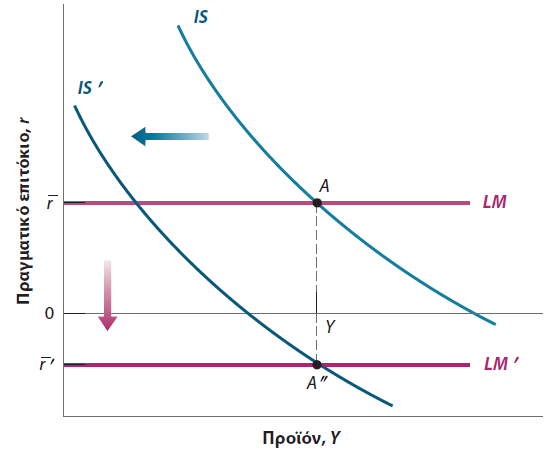 IS
IS ′
A
r̅
LM
Πραγματικό επιτόκιο, r
0
Y
r̅ ′
LM ′
A″
Προϊόν, Y